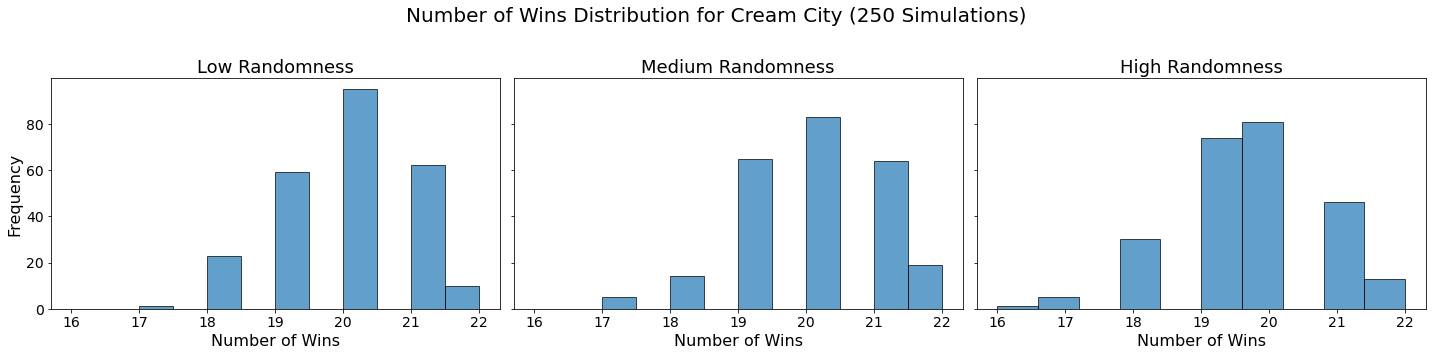 Number of Wins Distribution for Cream City (250 Simulations)
Low Randomness
Medium Randomness
High Randomness
Frequency
80
60
40
20
0
16 17 18 19 20 21 22
16 17 18 19 20 21 22
16 17 18 19 20 21 22
Number of Wins
Number of Wins
Number of Wins